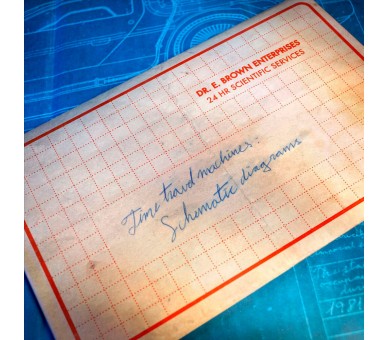 DR. E. BROWN ENTERPRISES
24 HR SCIENTIFIC SERVICES
Time travel machines:
Schematic diagrams